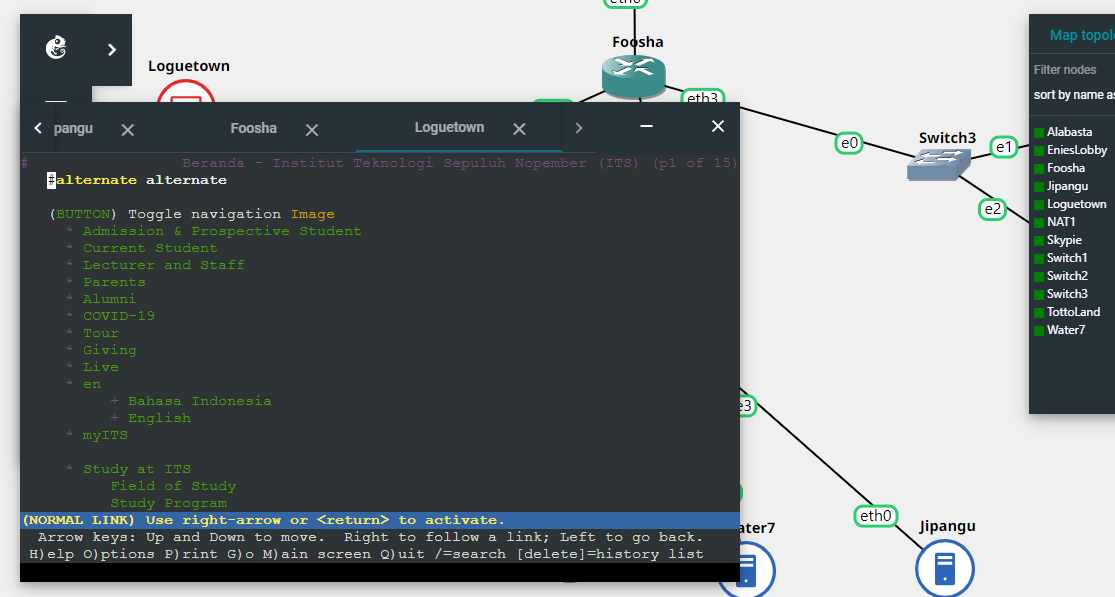 eth0
Foosha
Loguetown
eth3
e0
Switch3
e1
e2
pangu
Foosha
Loguetown
# Beranda - Institut Teknologi Sepuluh Nopember (ITS) (p1 of 15)
#alternate alternate
(BUTTON) Toggle navigation Image
* Admission & Prospective Student
* Current Student
* Lecturer and Staff
* Parents
* Alumni
* COVID-19
* Tour
* Giving
* Live
* en
+ Bahasa Indonesia
+ English
* myITS
* Study at ITS
Field of Study
Study Program
(NORMAL LINK) Use right-arrow or <return> to activate.
Arrow keys: Up and Down to move.  Right to follow a link; Left to go back.
H)elp O)ptions P)rint G)o M)ain screen Q)uit /=search [delete]=history list
e3
eth0
ater7
Jipangu
Map topol
Filter nodes
sort by name as
Alabasta
EniesLobby
Foosha
Jipangu
Loguetown
NAT1
Skypie
Switch1
Switch2
Switch3
TottoLand
Water7